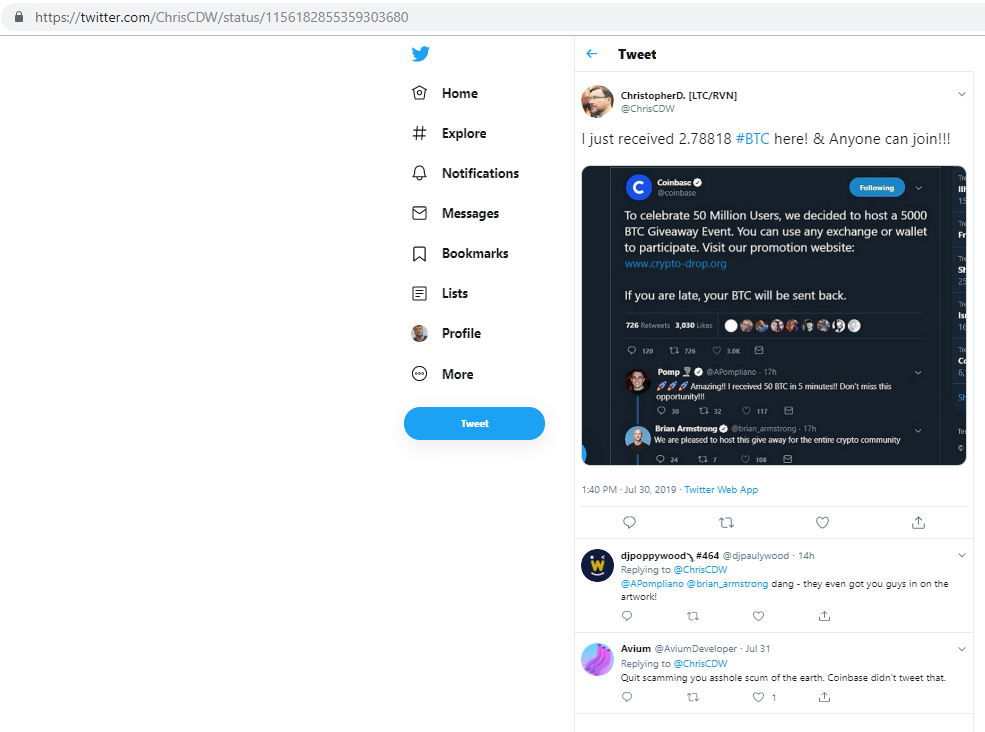 https://twitter.com/ChrisCDW/status/1156182855359303680
Home
Explore
Notifications
Messages
Bookmarks
Lists
Profile
More
Tweet
Tweet
ChristopherD. [LTC/RVN]
@ChrisCDW
I just received 2.78818 #BTC here! & Anyone can join!!!
Coinbase
@coinbase
Following
To celebrate 50 Million Users, we decided to host a 5000
BTC Giveaway Event. You can use any exchange or wallet
to participate. Visit our promotion website:
www.crypto-drop.org
If you are late, your BTC will be sent back.
726 Retweets 3,030 Likes
120 726 3.0K
Pomp @APompliano · 17h
🚀🚀🚀 Amazing!! I received 50 BTC in 5 minutes!! Don't miss this
opportunity!!!
30 32 117
Brian Armstrong @brian_armstrong · 17h
We are pleased to host this give away for the entire crypto community
24 7 108
1:40 PM · Jul 30, 2019 · Twitter Web App
djpoppywood #464 @djpaulywood · 14h
Replying to @ChrisCDW
@APompliano @brian_armstrong dang - they even got you guys in on the
artwork!
Avium @AviumDeveloper · Jul 31
Replying to @ChrisCDW
Quit scamming you asshole scum of the earth. Coinbase didn't tweet that.
1